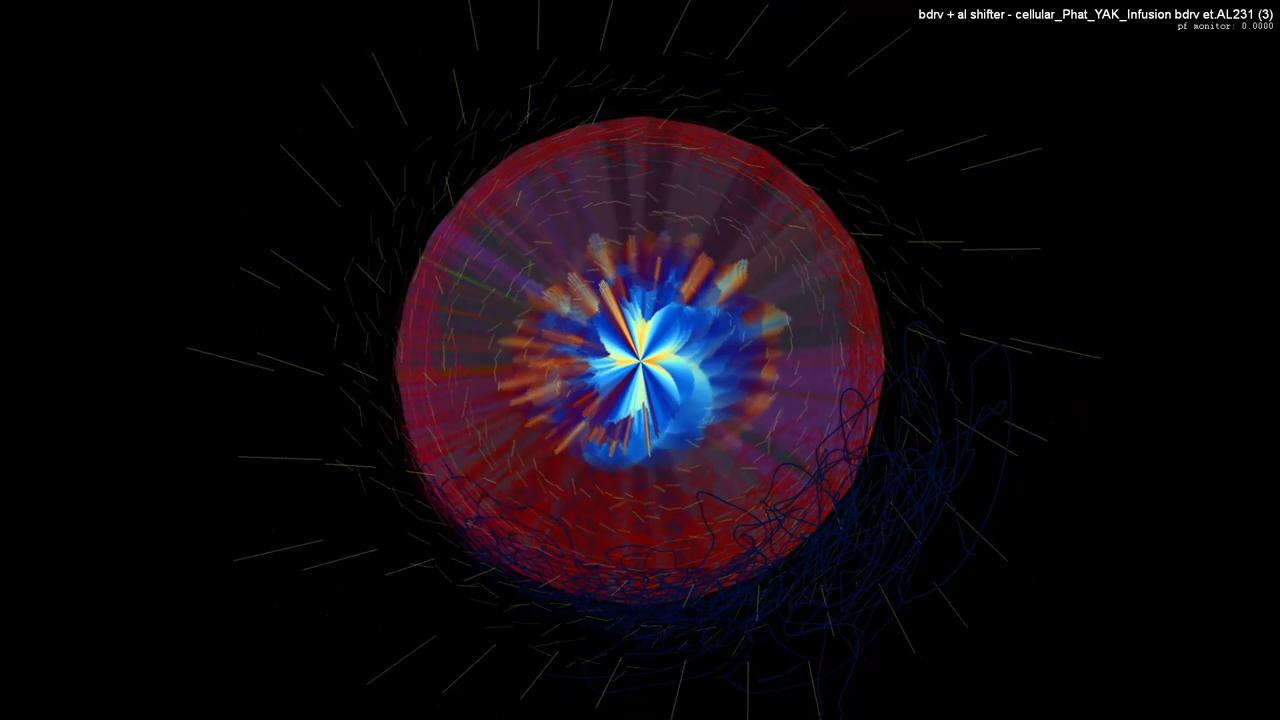 bdrv + al shifter - cellular_Phat_YAK_Infusion bdrv et.AL231 (3)
pf monitor: 0.0000